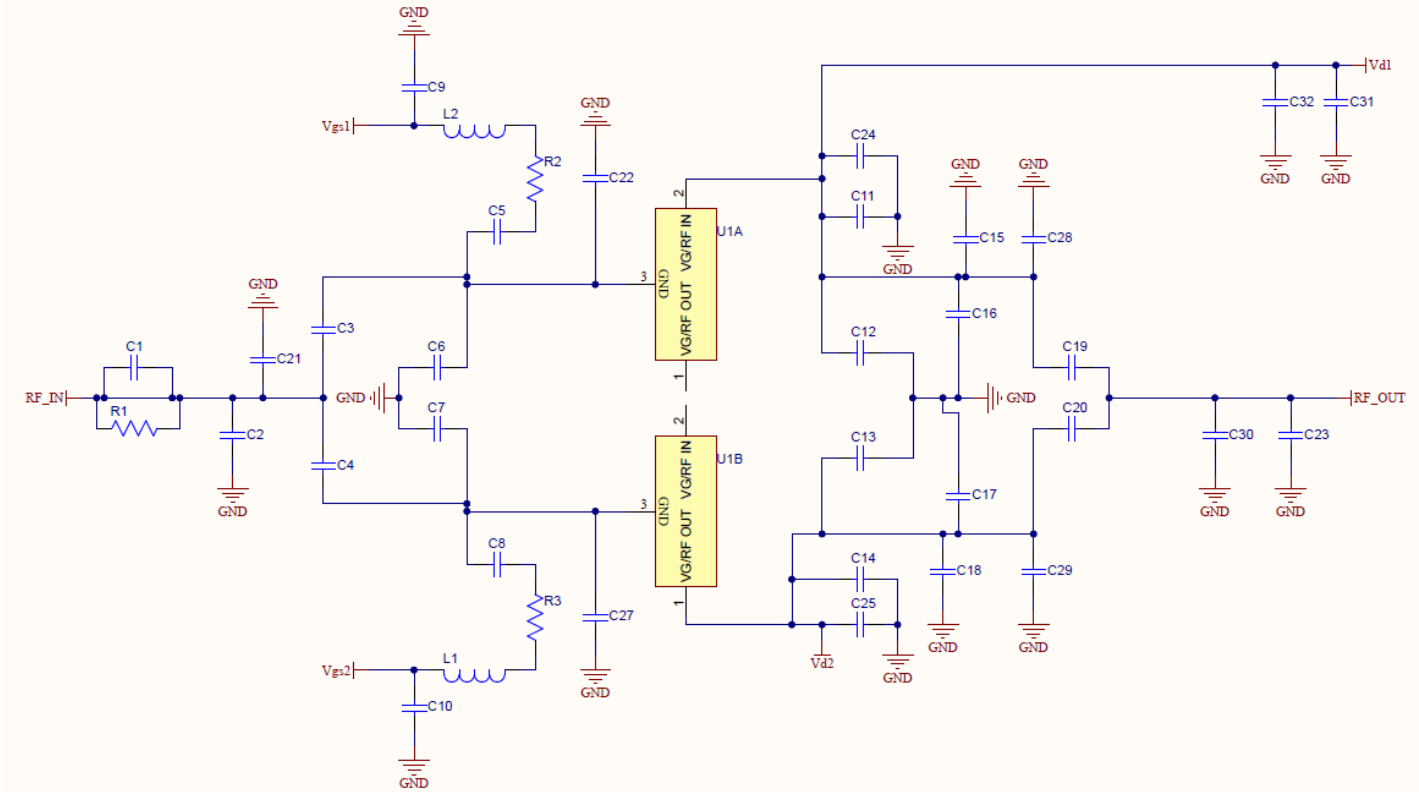 GND
C9
Vgs1
L2
R2
C5
GND
C22
2
U1A
VG/RF IN
3
GND
VG/RF OUT
1
Vd1
C32
C31
GND
GND
C24
C11
GND
GND
C15
GND
C28
C16
C12
C19
GND
C21
C3
C6
C1
RF_IN
R1
C2
GND
GND
C7
C4
GND
C20
RF_OUT
C30
C23
GND
GND
C13
C17
2
U1B
VG/RF IN
3
GND
VG/RF OUT
1
C8
R3
C27
GND
L1
Vgs2
C10
GND
C14
C25
Vd2
GND
C18
GND
C29
GND